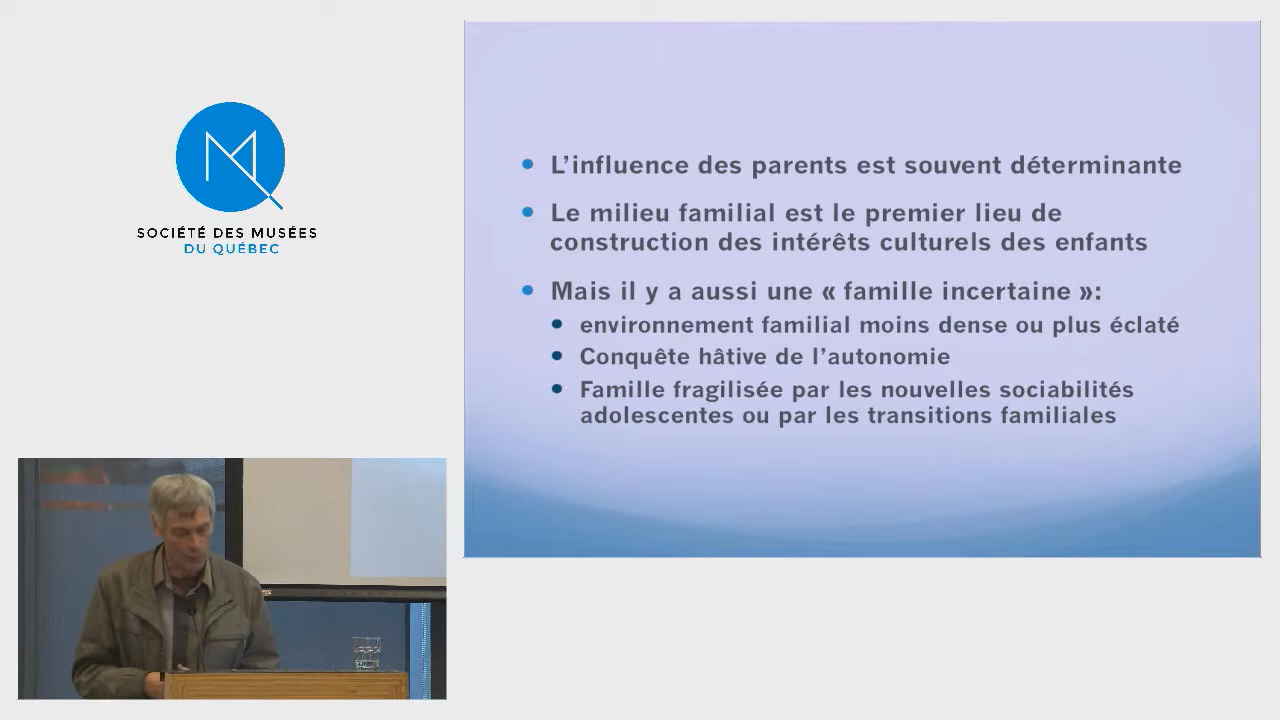 SOCIÉTÉ DES MUSÉES
DU QUÉBEC
• L’influence des parents est souvent déterminante
• Le milieu familial est le premier lieu de
construction des intérêts culturels des enfants
• Mais il y a aussi une « famille incertaine »:
• environnement familial moins dense ou plus éclaté
• Conquête hâtive de l’autonomie
• Famille fragilisée par les nouvelles sociabilités
adolescentes ou par les transitions familiales